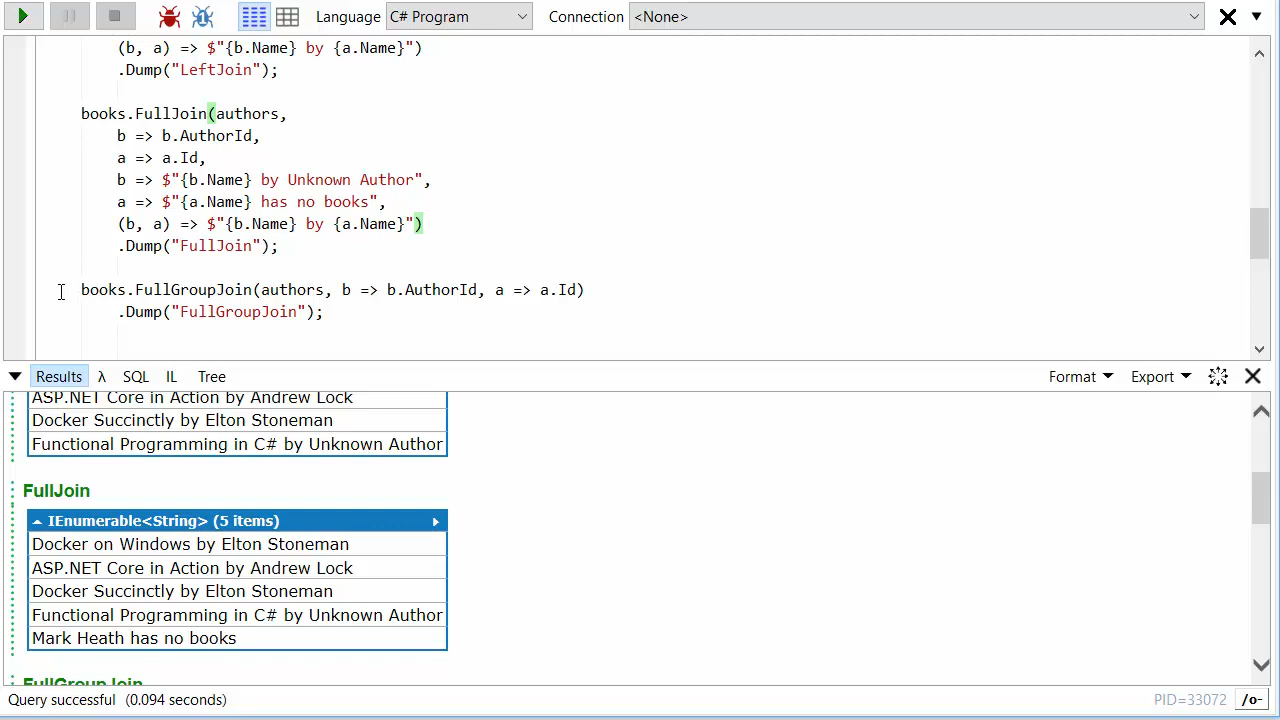 Language C# Program Connection <None>
(b, a) => $"{b.Name} by {a.Name}")
.Dump("LeftJoin");
books.FullJoin(authors,
b => b.AuthorId,
a => a.Id,
b => $"{b.Name} by Unknown Author",
a => $"{a.Name} has no books",
(b, a) => $"{b.Name} by {a.Name}")
.Dump("FullJoin");
books.FullGroupJoin(authors, b => b.AuthorId, a => a.Id)
.Dump("FullGroupJoin");
Results λ SQL IL Tree Format Export
ASP.NET Core in Action by Andrew Lock
Docker Succinctly by Elton Stoneman
Functional Programming in C# by Unknown Author
FullJoin
IEnumerable<String> (5 items)
Docker on Windows by Elton Stoneman
ASP.NET Core in Action by Andrew Lock
Docker Succinctly by Elton Stoneman
Functional Programming in C# by Unknown Author
Mark Heath has no books
FullGroupJoin
Query successful (0.094 seconds) PID=33072 /o-